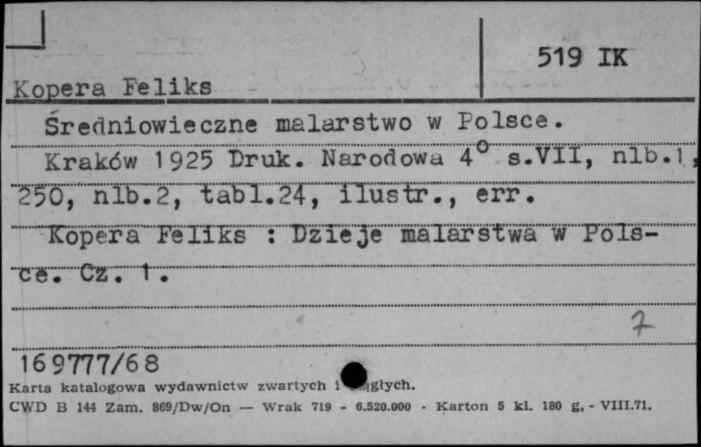 519 IK
Kopera Feliks
Średniowieczne malarstwo w Polsce.
Kraków 1925 Druk. Narodowa 4° s.VII, nlb.1,
250, nlb.2, tabl.24, ilustr., err.
Kopera Feliks : Dzieje malarstwa w Pols-
ce. Cz. 1.
7
169777/68
Karta katalogowa wydawnictw zwartych i
CWD B 144 Zam. 869/Dw/On — Wrak 719 - 6.520.000 - Karton 5 kl. 180 g. - VIII.71.